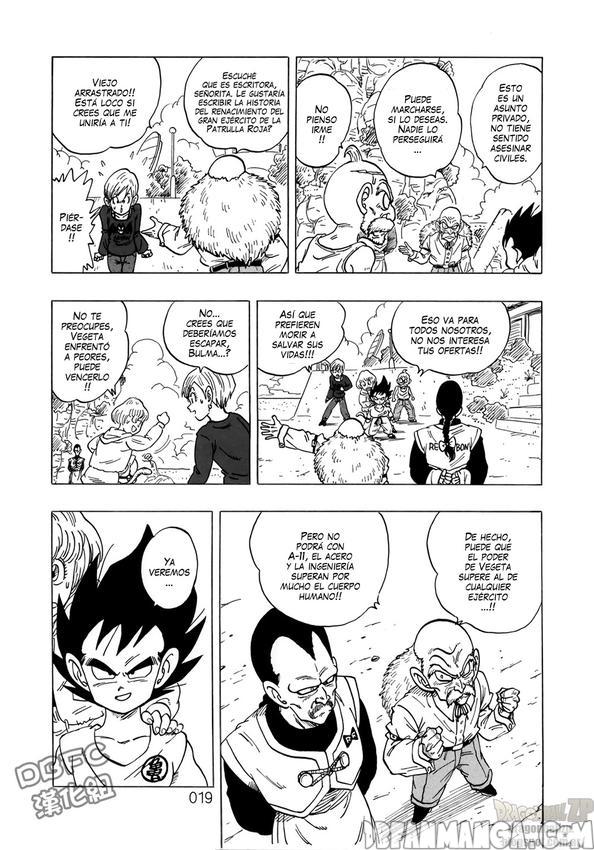 ESTO ES
UN ASUNTO
PRIVADO, NO
TIENE SENTIDO
ASESINAR
CIVILES.
PUEDE
MARCHARSE,
SI LO DESEAS.
NADIE LO
PERSEGUIRÁ
...
NO
PIENSO
IRME !!
ESCUCHÉ
QUE ES ESCRITORA,
SEÑORITA. LE GUSTARÍA
ESCRIBIR LA HISTORIA
DEL RENACIMIENTO DEL
GRAN EJÉRCITO DE LA
PATRULLA ROJA?
VIEJO
ARRASTRADO!!
ESTÁ LOCO SI
CREES QUE ME
UNIRÍA A TI!
PIÉR-
DASE !!
ESO VA PARA
TODOS NOSOTROS,
NO NOS INTERESA
TUS OFERTAS!!
ASÍ QUE
PREFIEREN
MORIR A
SALVAR SUS
VIDAS!!!
NO...
CREES QUE
DEBERÍAMOS
ESCAPAR,
BULMA...?
NO TE
PREOCUPES,
VEGETA
ENFRENTÓ
A PEORES,
PUEDE
VENCERLO
!!
DE HECHO,
PUEDE QUE
EL PODER
DE VEGETA
SUPERE AL DE
CUALQUIER
EJÉRCITO
...!!
PERO NO
PODRÁ CON
A-11, EL ACERO
Y LA INGENIERÍA
SUPERAN POR
MUCHO EL CUERPO
HUMANO!!
YA
VEREMOS...
亀
019
DBFC
漢化組
DRAGON BALL ZP
DBFANMANGA.COM